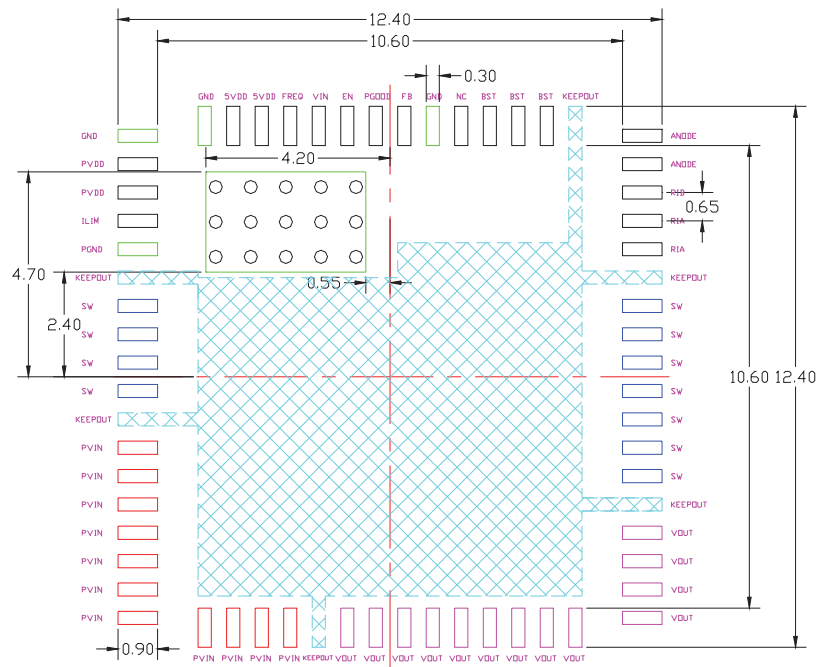 12.40
10.60
0.30
GND 5VDD 5VDD FREQ VIN EN PGOOD FB GND NC BST BST BST KEEPOUT
GND ANODE
PVDD ANODE
4.20
PVDD RIA
0.65
ILIM RIA
PGND RIA
4.70
KEEPOUT KEEPOUT
0.55
SW SW
2.40
SW SW
SW SW
10.60 12.40
SW SW
KEEPOUT SW
PVIN SW
PVIN SW
PVIN KEEPOUT
PVIN VOUT
PVIN VOUT
PVIN VOUT
PVIN VOUT
0.90
PVIN PVIN PVIN PVIN KEEPOUT VOUT VOUT VOUT VOUT VOUT VOUT VOUT VOUT VOUT